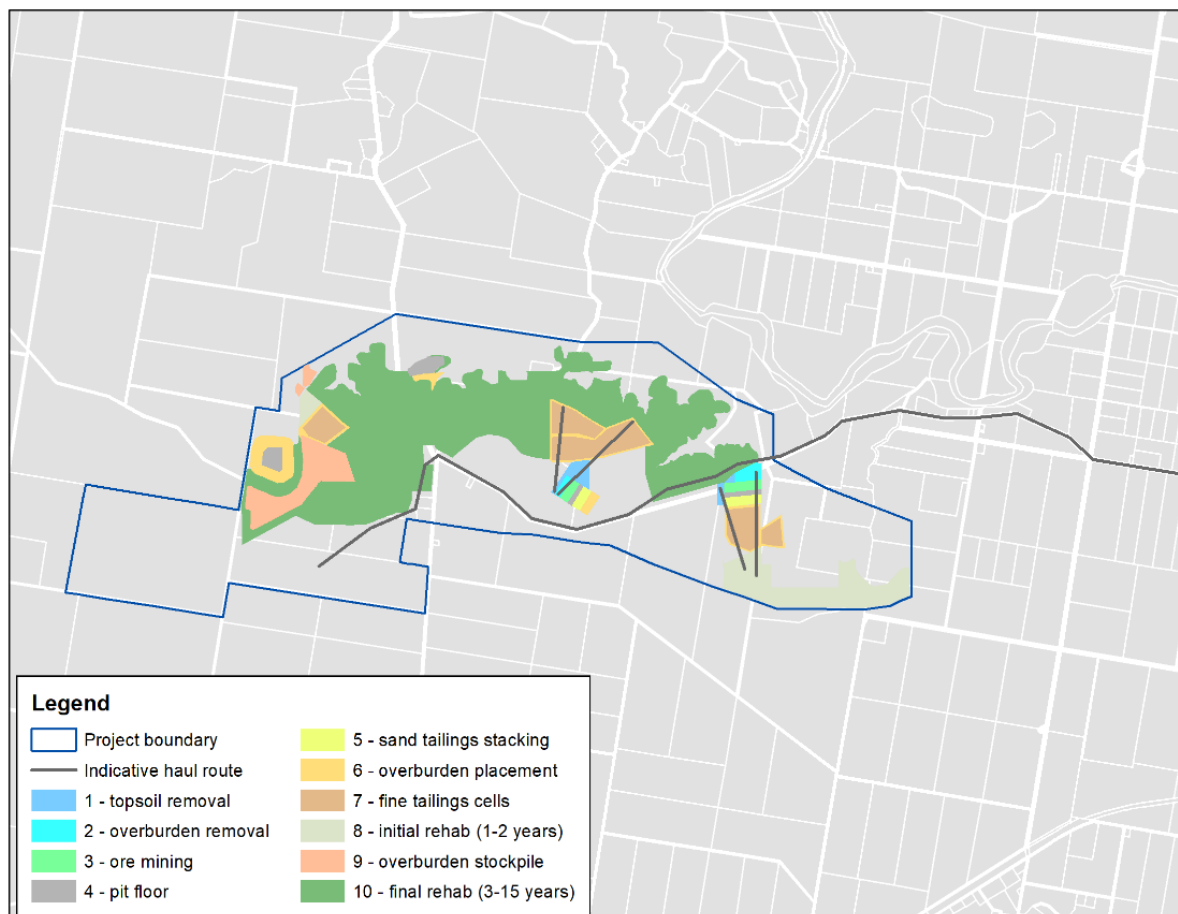 Legend
Project boundary
Indicative haul route
1 - topsoil removal
2 - overburden removal
3 - ore mining
4 - pit floor
5 - sand tailings stacking
6 - overburden placement
7 - fine tailings cells
8 - initial rehab (1-2 years)
9 - overburden stockpile
10 - final rehab (3-15 years)